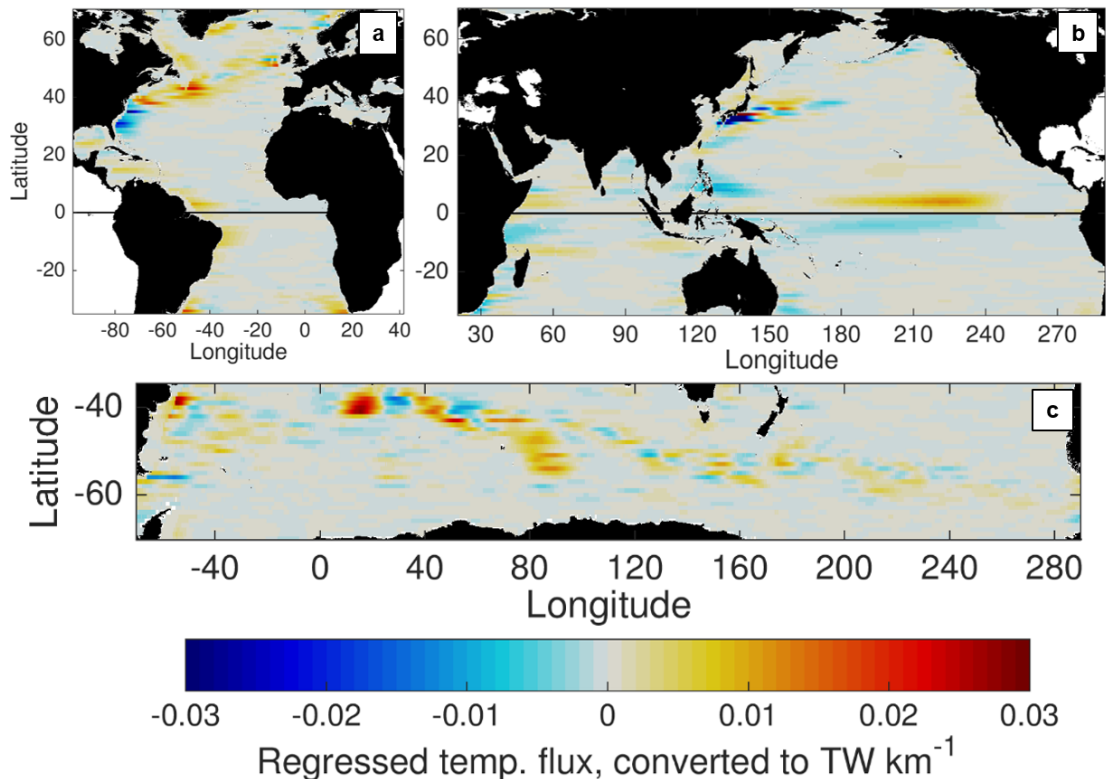 a
60
40
20
0
-20
Latitude
-80 -60 -40 -20 0 20 40
Longitude
b
60
40
20
0
-20
30 60 90 120 150 180 210 240 270
Longitude
c
-40
-60
Latitude
-40 0 40 80 120 160 200 240 280
Longitude
-0.03 -0.02 -0.01 0 0.01 0.02 0.03
Regressed temp. flux, converted to TW km⁻¹